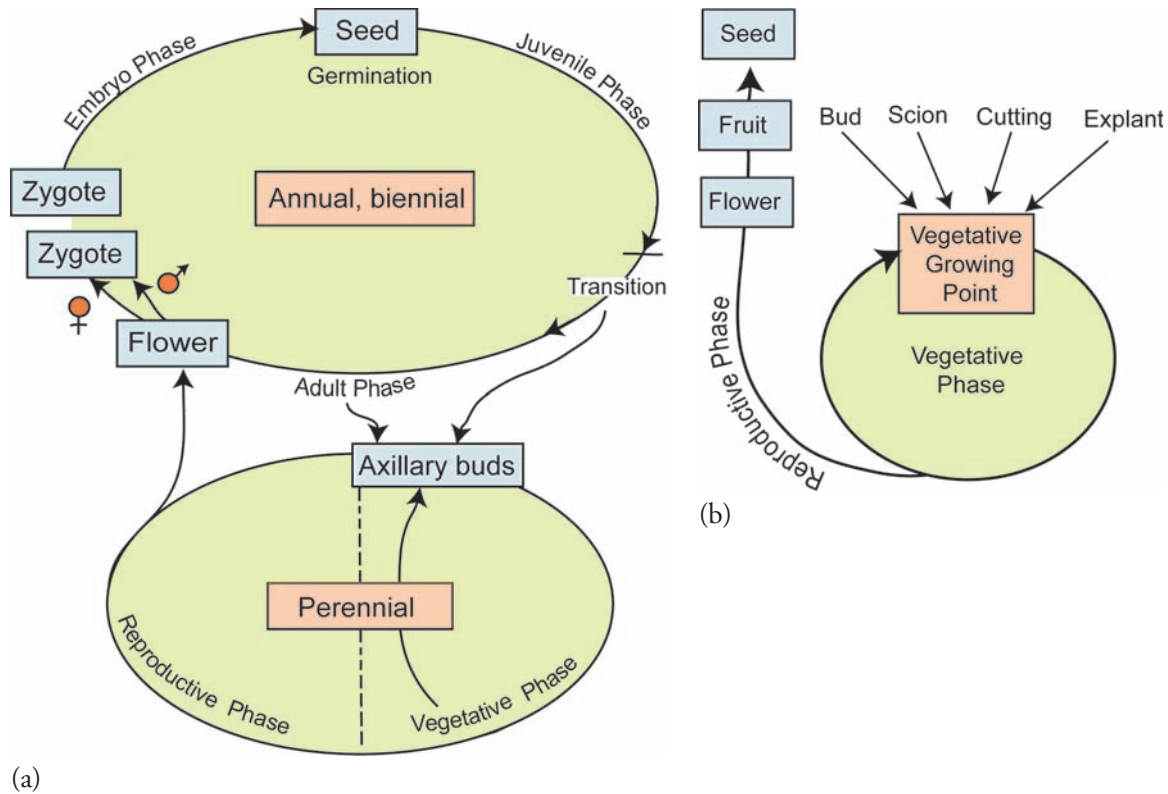 Seed
Germination
Embryo Phase
Juvenile Phase
Zygote
Annual, biennial
Zygote
Transition
Flower
Adult Phase
Axillary buds
Perennial
Reproductive Phase
Vegetative Phase
(a)
(b)
Seed
Fruit
Flower
Bud
Scion
Cutting
Explant
Vegetative
Growing
Point
Vegetative
Phase
Reproductive Phase